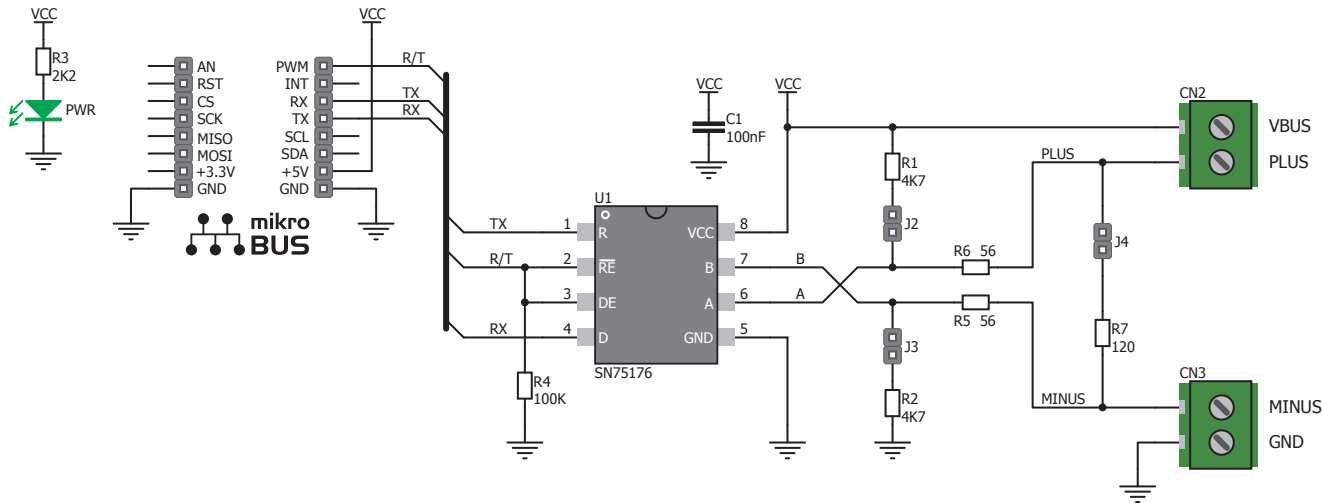 VCC
R3
2K2
PWR
AN
RST
CS
SCK
MISO
MOSI
+3.3V
GND
VCC
PWM
INT
RX
TX
SCL
SDA
+5V
GND
mikro
BUS
R/T
TX
RX
TX
R/T
RX
R4
100K
VCC
C1
100nF
VCC
U1
1
2
3
4
R
RE
DE
D
VCC
B
A
GND
8
7
6
5
SN75176
B
A
R1
4K7
J2
J3
R2
4K7
R6 56
R5 56
PLUS
MINUS
J4
R7
120
CN2
VBUS
PLUS
CN3
MINUS
GND